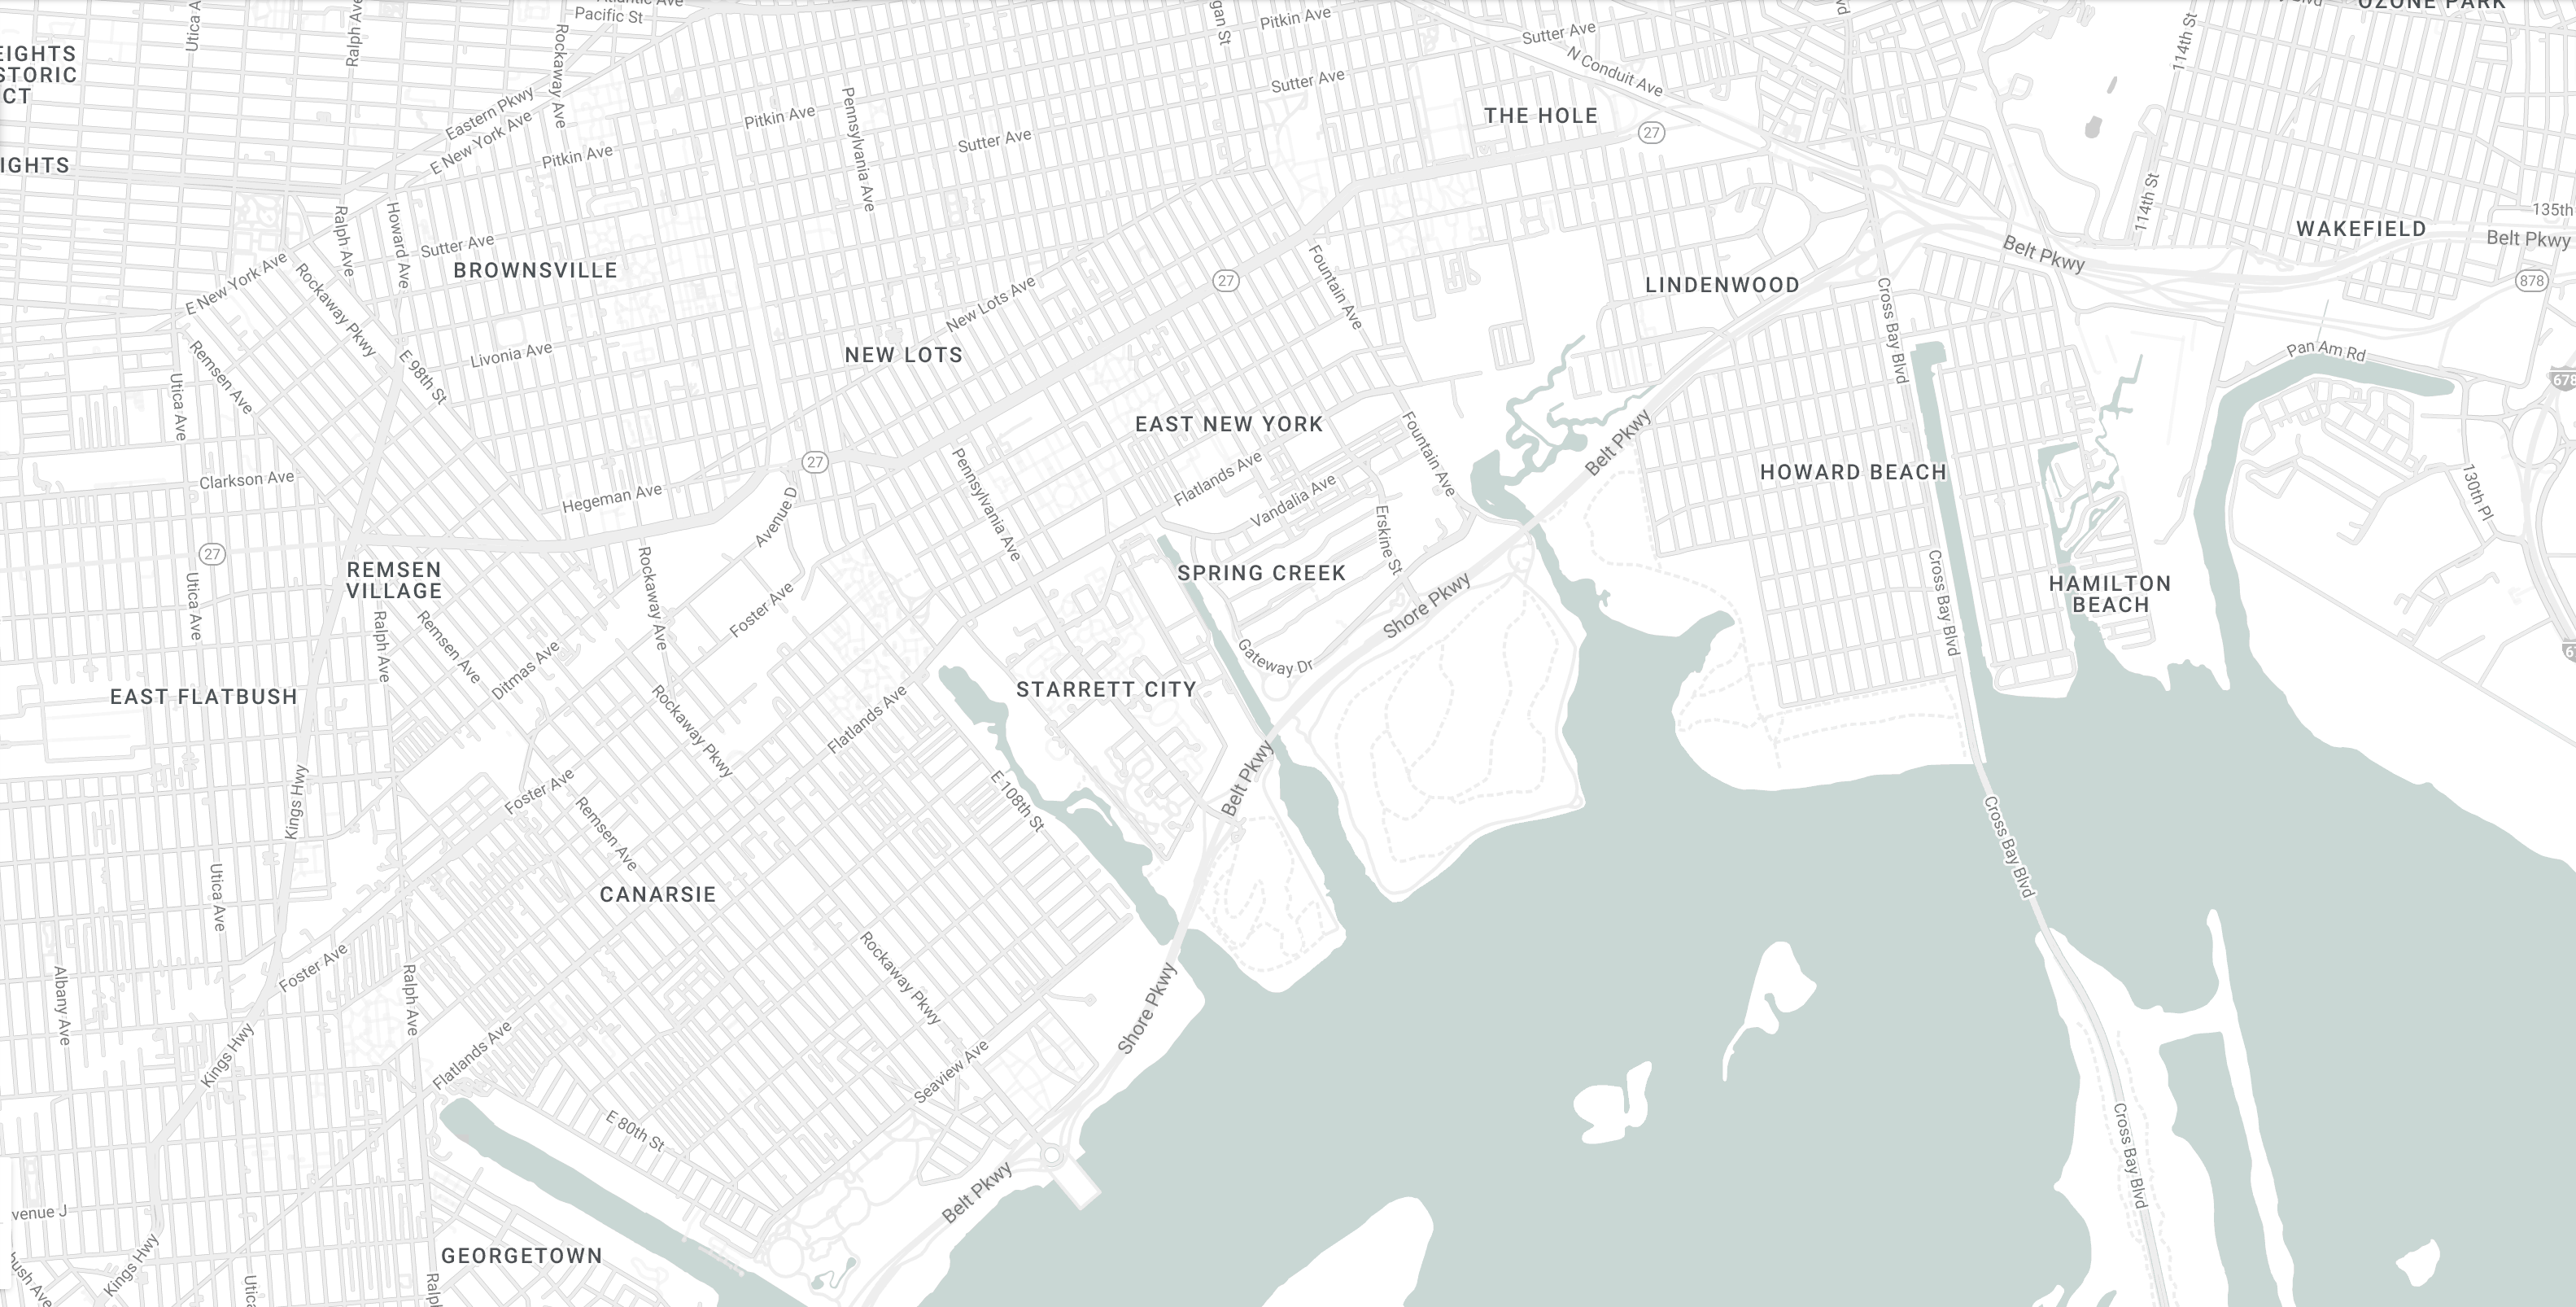 Atlantic Ave
Pacific St
OZONE PARK
Utica A
Ralph Ave
Rockaway Ave
gan St
Pitkin Ave
Sutter Ave
N Conduit Ave
114th St
EIGHTS
STORIC
CT
Sutter Ave
Eastern Pkwy
E New York Ave
Pitkin Ave
Pennsylvania Ave
Pitkin Ave
Sutter Ave
THE HOLE
27
IGHTS
114th St
135th
WAKEFIELD
Belt Pkwy
Belt Pkwy
878
Ralph Ave
Howard Ave
Sutter Ave
BROWNSVILLE
E New York Ave
Rockaway Pkwy
27
Fountain Ave
LINDENWOOD
Cross Bay Blvd
New Lots Ave
NEW LOTS
Livonia Ave
E 98th St
Remsen Ave
Utica Ave
Pan Am Rd
678
EAST NEW YORK
Fountain Ave
Belt Pkwy
HOWARD BEACH
27
Pennsylvania Ave
Flatlands Ave
Vandalia Ave
Clarkson Ave
Hegeman Ave
Avenue D
Erskine St
130th Pl
27
REMSEN
VILLAGE
Utica Ave
Rockaway Ave
SPRING CREEK
Shore Pkwy
Cross Bay Blvd
HAMILTON
BEACH
Foster Ave
Ralph Ave
Remsen Ave
Ditmas Ave
Gateway Dr
67
EAST FLATBUSH
Rockaway Pkwy
STARRETT CITY
Flatlands Ave
Belt Pkwy
E 108th St
Kings Hwy
Foster Ave
Remsen Ave
Cross Bay Blvd
Utica Ave
CANARSIE
Foster Ave
Rockaway Pkwy
Albany Ave
Ralph Ave
Shore Pkwy
Kings Hwy
Flatlands Ave
Seaview Ave
E 80th St
Cross Bay Blvd
Belt Pkwy
venue J
Kings Hwy
GEORGETOWN
bush Ave
Utica
Ralph